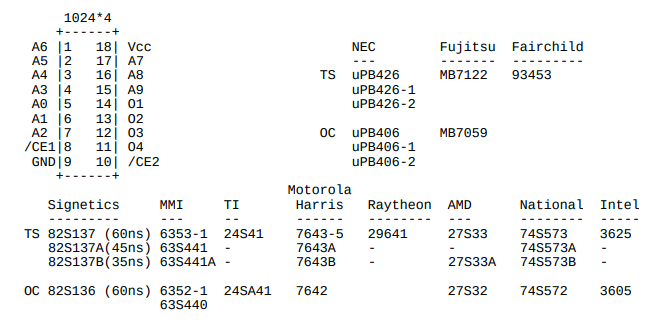 1024*4
+------+
A6 |1   18| Vcc
A5 |2   17| A7                          NEC       Fujitsu  Fairchild
A4 |3   16| A8                          ---       -------  ---------
A3 |4   15| A9                      TS  uPB426    MB7122   93453
A0 |5   14| O1                          uPB426-1
A1 |6   13| O2                          uPB426-2
A2 |7   12| O3                      OC  uPB406    MB7059
/CE1|8   11| O4                         uPB406-1
GND|9   10| /CE2                        uPB406-2
+------+
Motorola
Signetics     MMI     TI      Harris   Raytheon  AMD      National  Intel
---------     ---     --      ------   --------  ---      --------  -----
TS 82S137 (60ns) 6353-1  24S41   7643-5   29641     27S33    74S573    3625
82S137A(45ns) 63S441  -       7643A    -         -        74S573A   -
82S137B(35ns) 63S441A -       7643B    -         27S33A   74S573B   -
OC 82S136 (60ns) 6352-1  24SA41  7642               27S32    74S572    3605
63S440